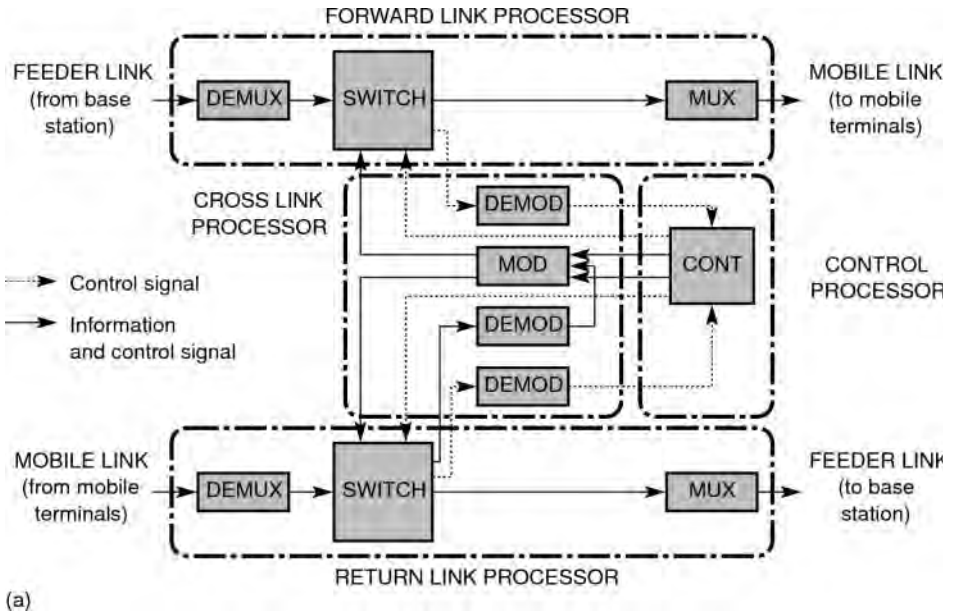 FORWARD LINK PROCESSOR
FEEDER LINK
(from base
station)
DEMUX
SWITCH
MUX
MOBILE LINK
(to mobile
terminals)
CROSS LINK
PROCESSOR
DEMOD
MOD
CONT
CONTROL
PROCESSOR
Control signal
Information
and control signal
DEMOD
DEMOD
MOBILE LINK
(from mobile
terminals)
DEMUX
SWITCH
MUX
FEEDER LINK
(to base
station)
RETURN LINK PROCESSOR
(a)